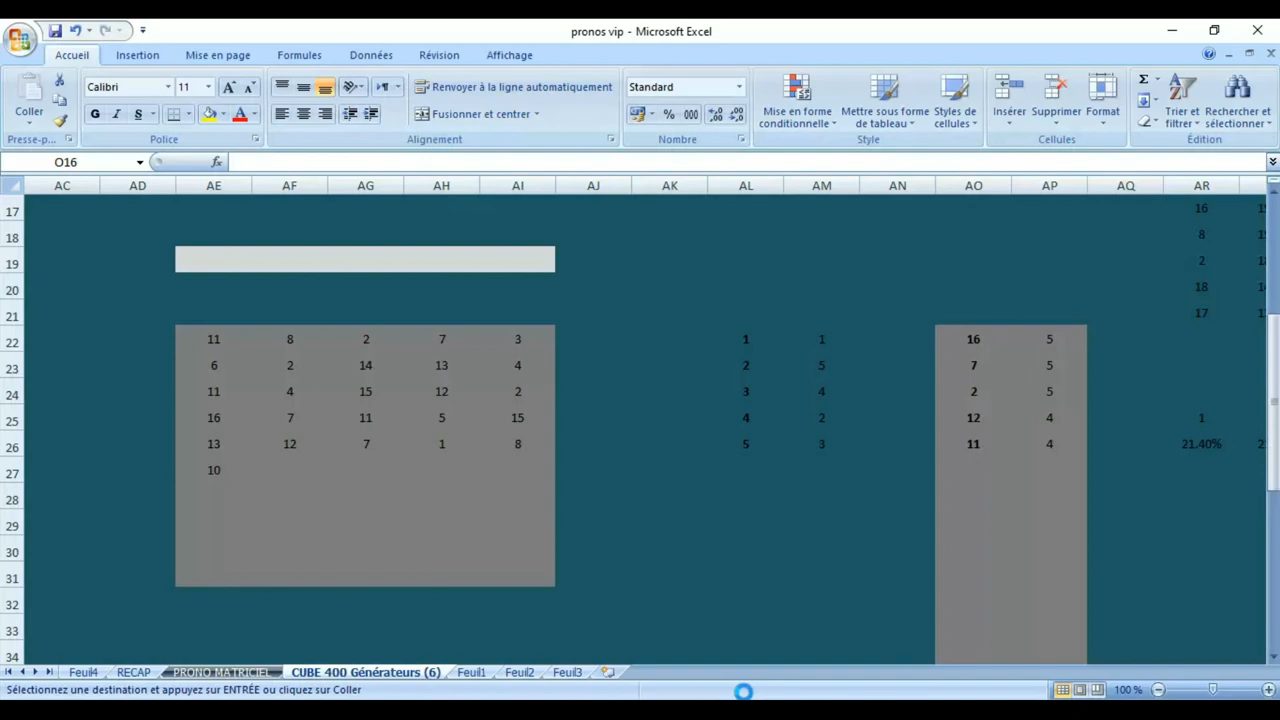 pronos vip - Microsoft Excel
Accueil Insertion Mise en page Formules Données Révision Affichage
Coller
Presse-p...
Calibri 11
G I S
Police
Renvoyer à la ligne automatiquement
Fusionner et centrer
Alignement
Standard
% 000
Nombre
Mise en forme conditionnelle
Mettre sous forme de tableau
Styles de cellules
Style
Insérer Supprimer Format
Cellules
Trier et filtrer
Rechercher et sélectionner
Édition
O16 fx
AC AD AE AF AG AH AI AJ AK AL AM AN AO AP AQ AR
17 16
18 8
19 2
20 18
21 17
22 11 8 2 7 3 1 1 16 5
23 6 2 14 13 4 2 5 7 5
24 11 4 15 12 2 3 4 2 5
25 16 7 11 5 15 4 2 12 4 1
26 13 12 7 1 8 5 3 11 4 21.40%
27 10
28
29
30
31
32
33
34
Feuil4 RECAP PRONO MATRICIEL CUBE 400 Générateurs (6) Feuil1 Feuil2 Feuil3
Sélectionnez une destination et appuyez sur ENTRÉE ou cliquez sur Coller 100 %